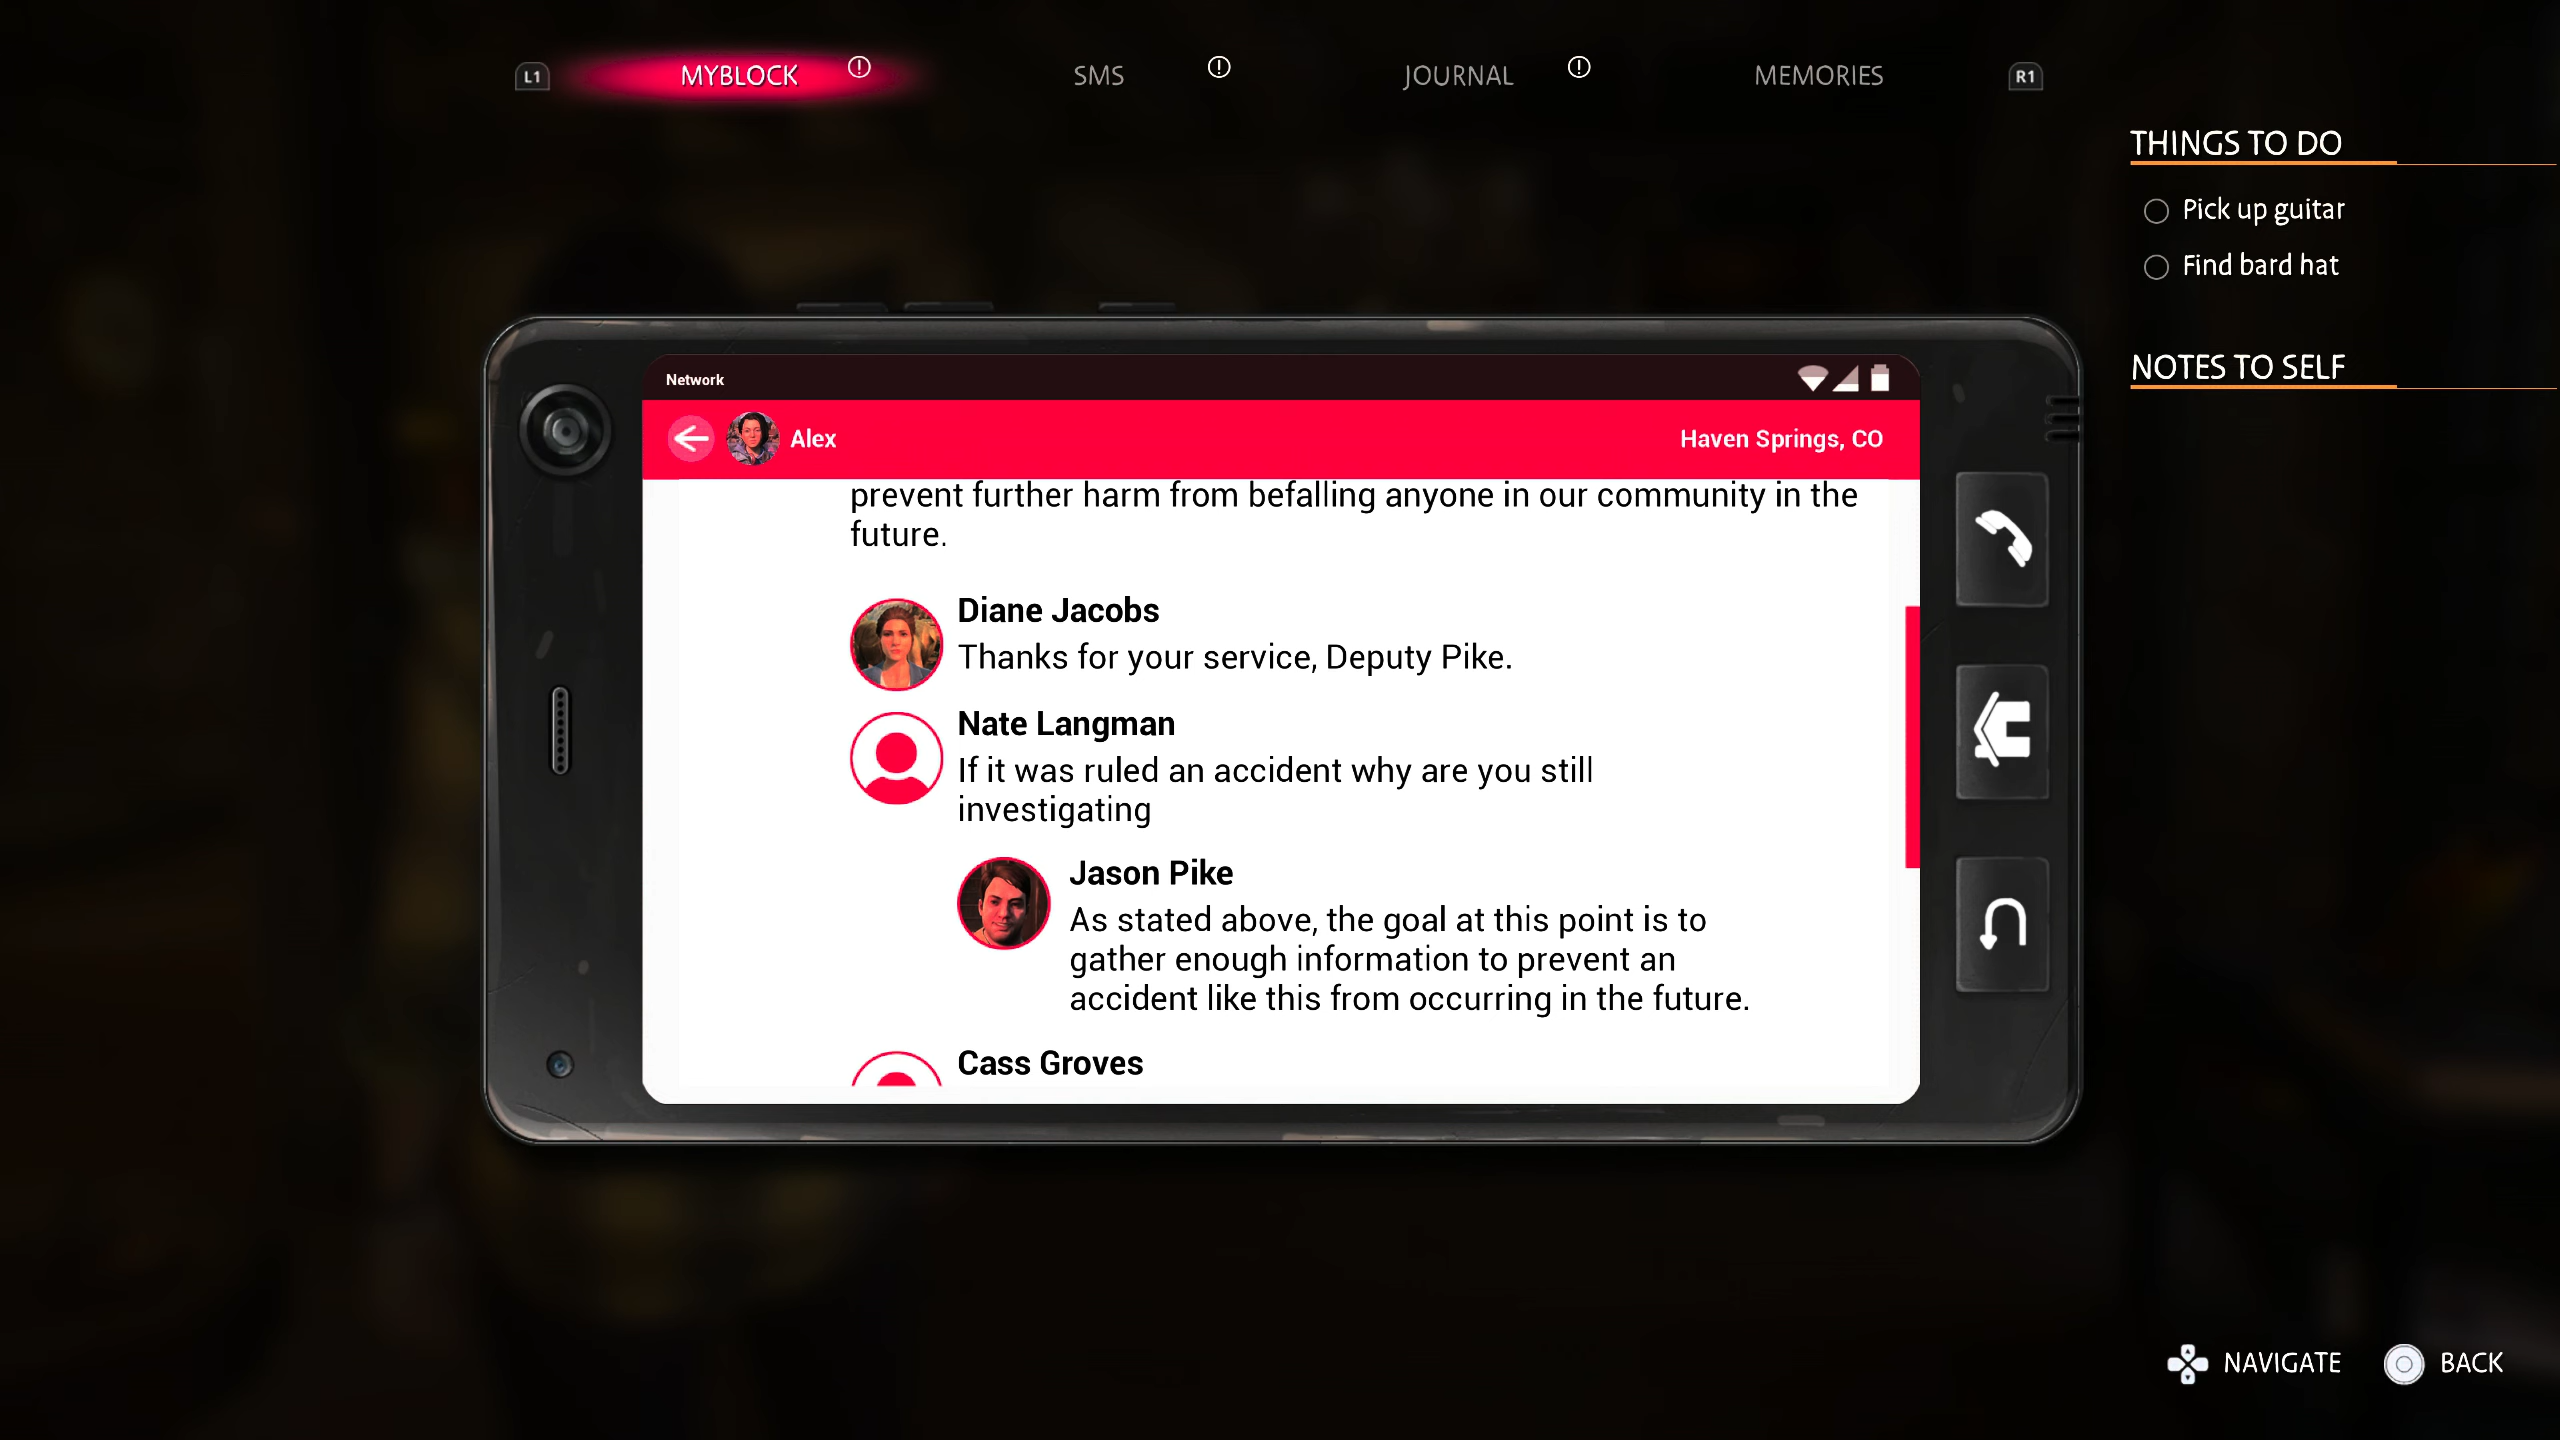 L1 MYBLOCK SMS JOURNAL MEMORIES R1
THINGS TO DO
Pick up guitar
Find bard hat
NOTES TO SELF
Network
Alex Haven Springs, CO
prevent further harm from befalling anyone in our community in the
future.
Diane Jacobs
Thanks for your service, Deputy Pike.
Nate Langman
If it was ruled an accident why are you still
investigating
Jason Pike
As stated above, the goal at this point is to
gather enough information to prevent an
accident like this from occurring in the future.
Cass Groves
NAVIGATE BACK